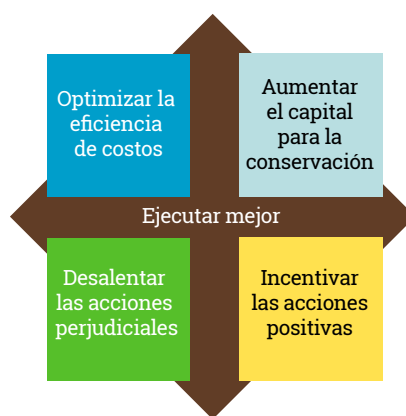 Optimizar la
eficiencia
de costos
Aumentar
el capital
para la
conservación
Ejecutar mejor
Desalentar
las acciones
perjudiciales
Incentivar
las acciones
positivas